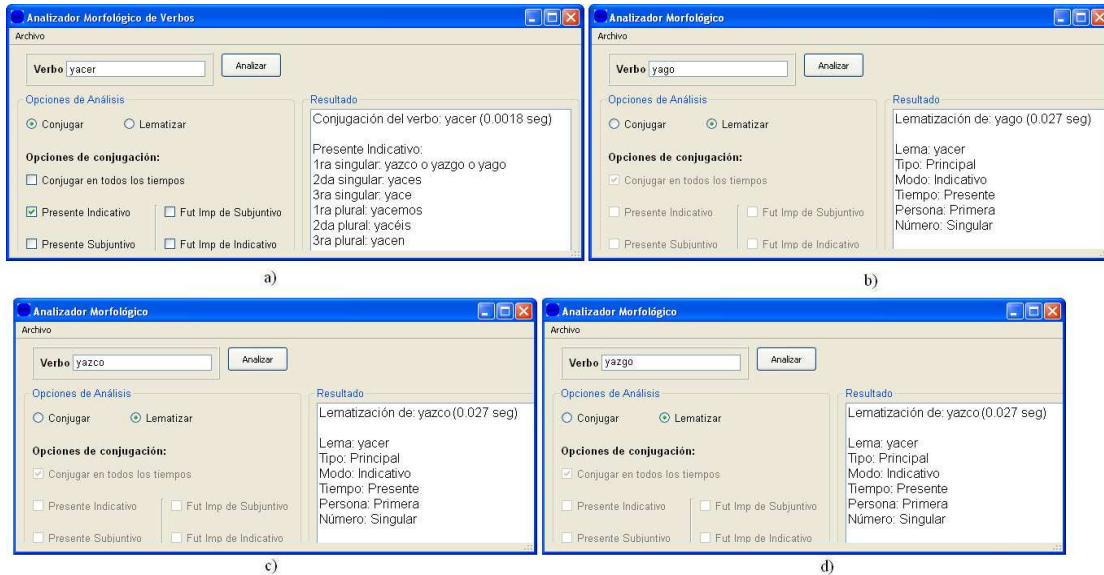 Analizador Morfológico de Verbos
Archivo
Verbo yacer
Analizar
Opciones de Análisis
Conjugar
Lematizar
Opciones de conjugación:
Conjugar en todos los tiempos
Presente Indicativo
Fut Imp de Subjuntivo
Presente Subjuntivo
Fut Imp de Indicativo
Resultado
Conjugación del verbo: yacer (0.0018 seg)
Presente Indicativo:
1ra singular: yazco o yazgo o yago
2da singular: yaces
3ra singular: yace
1ra plural: yacemos
2da plural: yacéis
3ra plural: yacen
a)
Analizador Morfológico
Archivo
Verbo yago
Analizar
Opciones de Análisis
Conjugar
Lematizar
Opciones de conjugación:
Conjugar en todos los tiempos
Presente Indicativo
Fut Imp de Subjuntivo
Presente Subjuntivo
Fut Imp de Indicativo
Resultado
Lematización de: yago (0.027 seg)
Lema: yacer
Tipo: Principal
Modo: Indicativo
Tiempo: Presente
Persona: Primera
Número: Singular
b)
Analizador Morfológico
Archivo
Verbo yazco
Analizar
Opciones de Análisis
Conjugar
Lematizar
Opciones de conjugación:
Conjugar en todos los tiempos
Presente Indicativo
Fut Imp de Subjuntivo
Presente Subjuntivo
Fut Imp de Indicativo
Resultado
Lematización de: yazco (0.027 seg)
Lema: yacer
Tipo: Principal
Modo: Indicativo
Tiempo: Presente
Persona: Primera
Número: Singular
c)
Analizador Morfológico
Archivo
Verbo yazgo
Analizar
Opciones de Análisis
Conjugar
Lematizar
Opciones de conjugación:
Conjugar en todos los tiempos
Presente Indicativo
Fut Imp de Subjuntivo
Presente Subjuntivo
Fut Imp de Indicativo
Resultado
Lematización de: yazco (0.027 seg)
Lema: yacer
Tipo: Principal
Modo: Indicativo
Tiempo: Presente
Persona: Primera
Número: Singular
d)